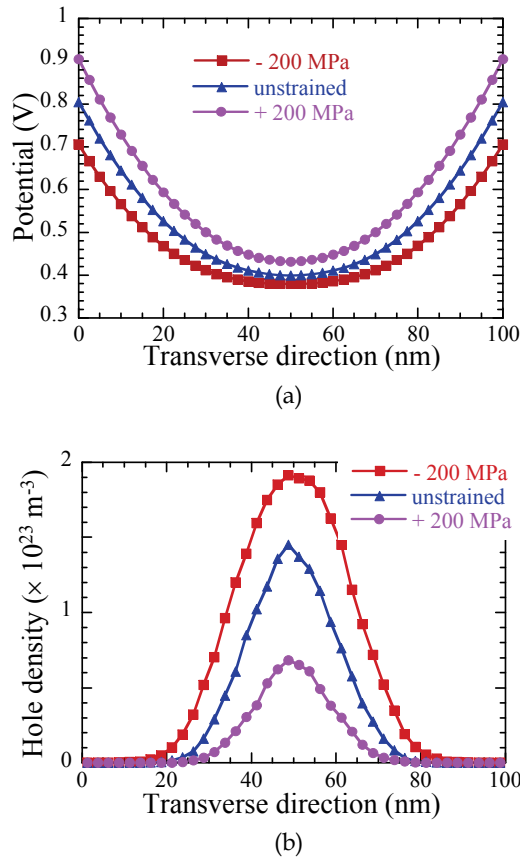 1
0.9
0.8
0.7
0.6
0.5
0.4
0.3
Potential (V)
- 200 MPa
unstrained
+ 200 MPa
0 20 40 60 80 100
Transverse direction (nm)
(a)
2
1
0
Hole density (× 10²³ m⁻³)
- 200 MPa
unstrained
+ 200 MPa
0 20 40 60 80 100
Transverse direction (nm)
(b)